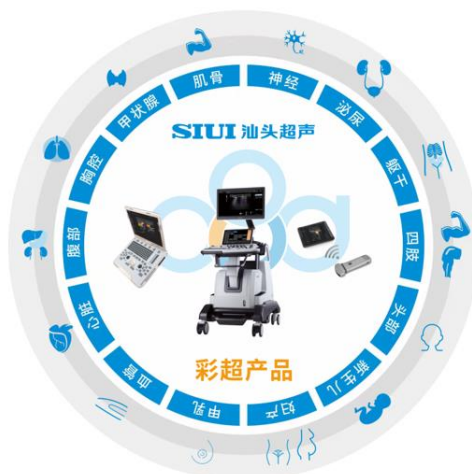 SIUI 汕头超声
彩超产品
肌骨
神经
泌尿
躯干
四肢
头部
新生儿
妇产
甲乳
血管
心脏
腹部
胸腔
甲状腺